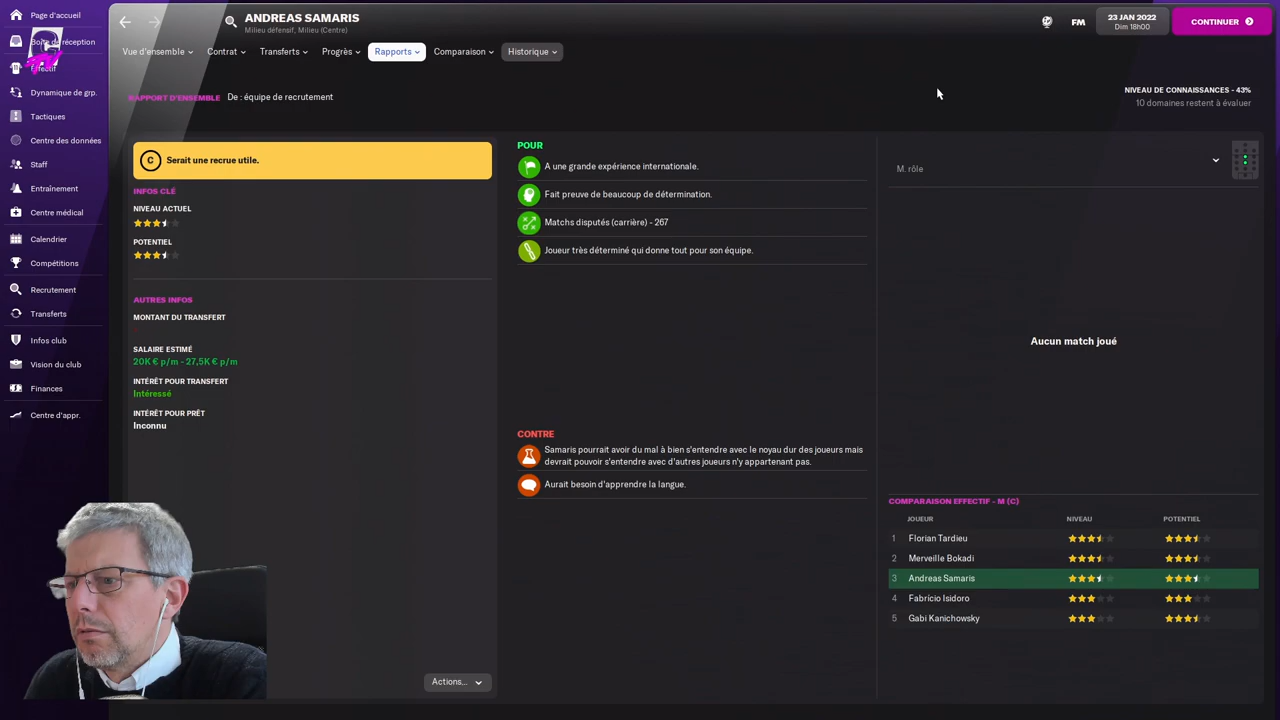 Page d'accueil
ANDREAS SAMARIS
Milieu défensif, Milieu (Centre)
FM
23 JAN 2022
Dim 18h00
CONTINUER
Boîte de réception
TV
Effectif
Dynamique de grp.
Tactiques
Centre des données
Staff
Entraînement
Centre médical
Calendrier
Compétitions
Recrutement
Transferts
Infos club
Vision du club
Finances
Centre d'appr.
Vue d'ensemble
Contrat
Transferts
Progrès
Rapports
Comparaison
Historique
RAPPORT D'ENSEMBLE
De : équipe de recrutement
NIVEAU DE CONNAISSANCES - 43%
10 domaines restent à évaluer
C
Serait une recrue utile.
INFOS CLÉ
NIVEAU ACTUEL
POTENTIEL
AUTRES INFOS
MONTANT DU TRANSFERT
SALAIRE ESTIMÉ
20K € p/m - 27,5K € p/m
INTÉRÊT POUR TRANSFERT
Intéressé
INTÉRÊT POUR PRÊT
Inconnu
Actions...
POUR
A une grande expérience internationale.
Fait preuve de beaucoup de détermination.
Matchs disputés (carrière) - 267
Joueur très déterminé qui donne tout pour son équipe.
CONTRE
Samaris pourrait avoir du mal à bien s'entendre avec le noyau dur des joueurs mais
devrait pouvoir s'entendre avec d'autres joueurs n'y appartenant pas.
Aurait besoin d'apprendre la langue.
M. rôle
Aucun match joué
COMPARAISON EFFECTIF - M (C)
JOUEUR NIVEAU POTENTIEL
1 Florian Tardieu
2 Merveille Bokadi
3 Andreas Samaris
4 Fabrício Isidoro
5 Gabi Kanichowsky